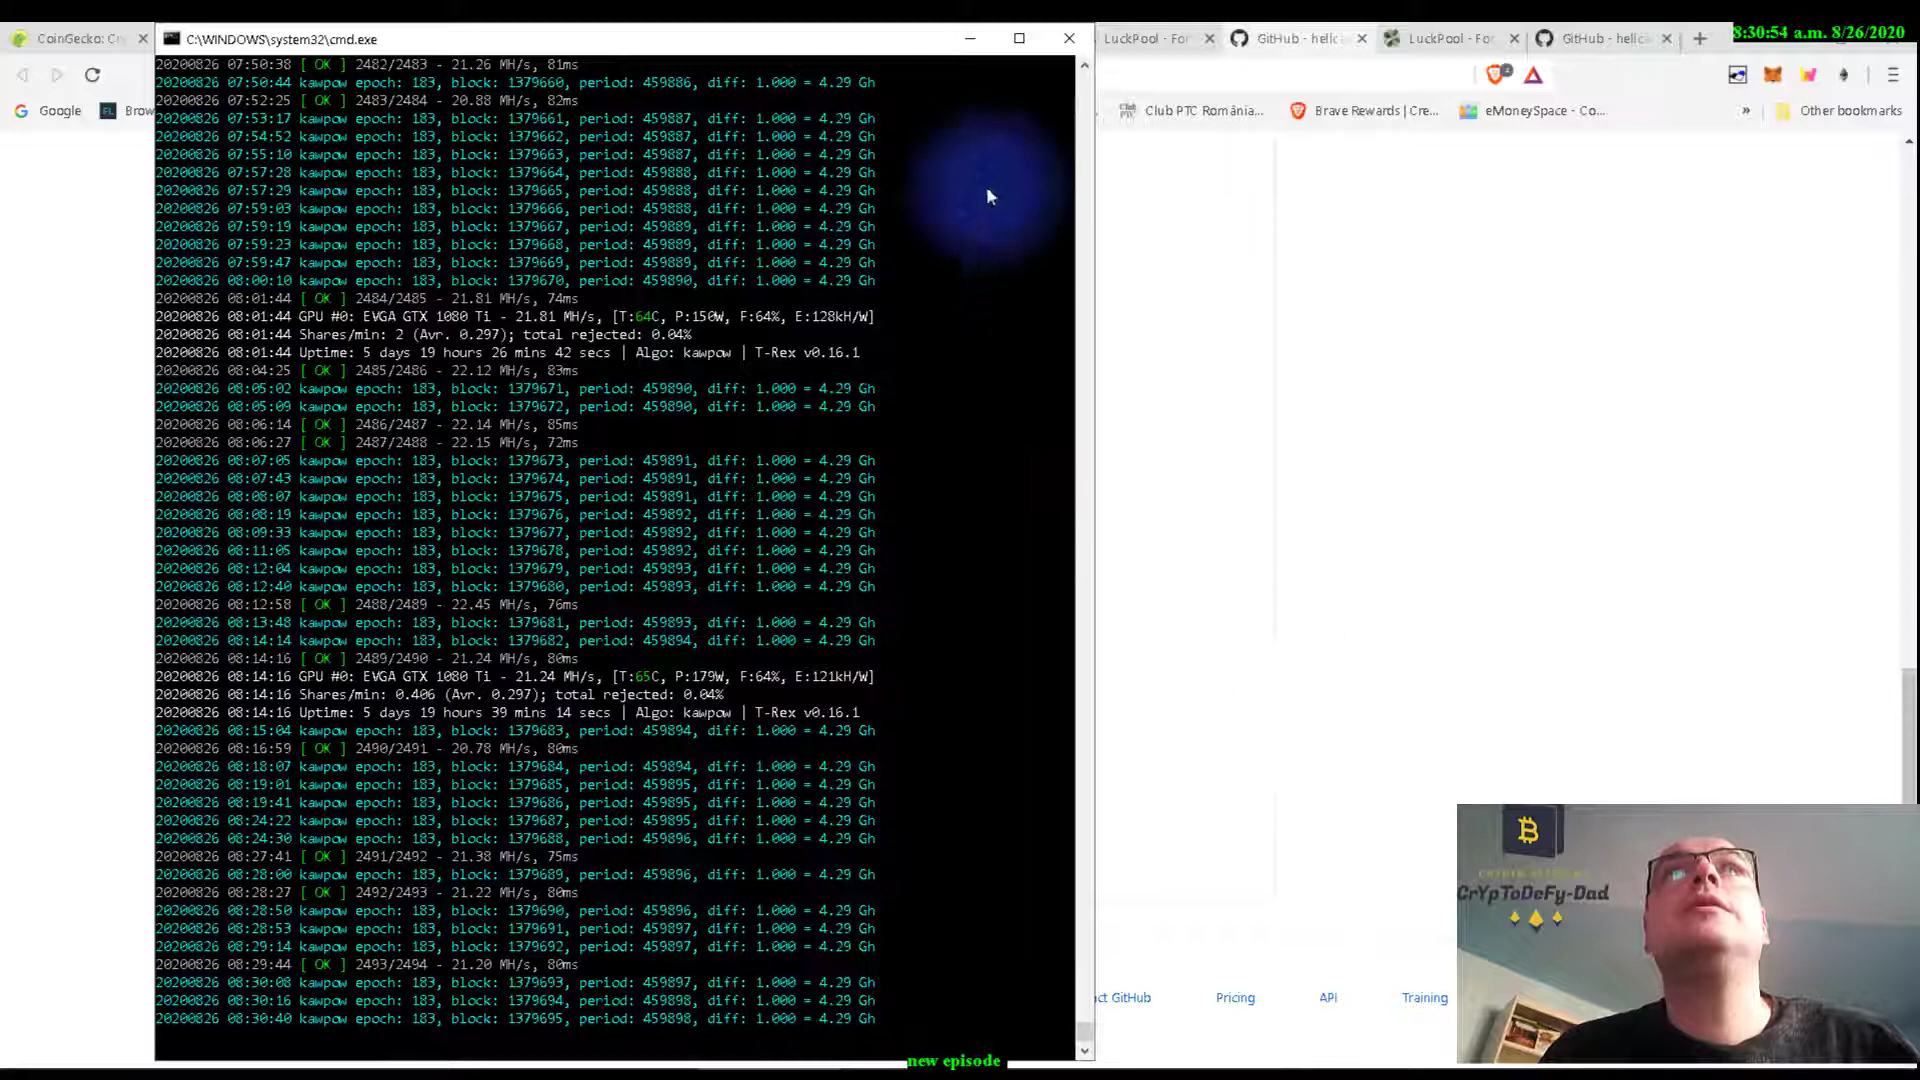 CoinGecko: Cr
C:\WINDOWS\system32\cmd.exe
LuckPool - For
GitHub - hellca
LuckPool - For
GitHub - hellca
8:30:54 a.m. 8/26/2020
Google
Brow
Club PTC România...
Brave Rewards | Cre...
eMoneySpace - Co...
»
Other bookmarks
20200826 07:50:38 [ OK ] 2482/2483 - 21.26 MH/s, 81ms
20200826 07:50:44 kawpow epoch: 183, block: 1379660, period: 459886, diff: 1.000 = 4.29 Gh
20200826 07:52:25 [ OK ] 2483/2484 - 20.88 MH/s, 82ms
20200826 07:53:17 kawpow epoch: 183, block: 1379661, period: 459887, diff: 1.000 = 4.29 Gh
20200826 07:54:52 kawpow epoch: 183, block: 1379662, period: 459887, diff: 1.000 = 4.29 Gh
20200826 07:55:10 kawpow epoch: 183, block: 1379663, period: 459887, diff: 1.000 = 4.29 Gh
20200826 07:57:28 kawpow epoch: 183, block: 1379664, period: 459888, diff: 1.000 = 4.29 Gh
20200826 07:57:29 kawpow epoch: 183, block: 1379665, period: 459888, diff: 1.000 = 4.29 Gh
20200826 07:59:03 kawpow epoch: 183, block: 1379666, period: 459888, diff: 1.000 = 4.29 Gh
20200826 07:59:19 kawpow epoch: 183, block: 1379667, period: 459889, diff: 1.000 = 4.29 Gh
20200826 07:59:23 kawpow epoch: 183, block: 1379668, period: 459889, diff: 1.000 = 4.29 Gh
20200826 07:59:47 kawpow epoch: 183, block: 1379669, period: 459889, diff: 1.000 = 4.29 Gh
20200826 08:00:10 kawpow epoch: 183, block: 1379670, period: 459890, diff: 1.000 = 4.29 Gh
20200826 08:01:44 [ OK ] 2484/2485 - 21.81 MH/s, 74ms
20200826 08:01:44 GPU #0: EVGA GTX 1080 Ti - 21.81 MH/s, [T:64C, P:150W, F:64%, E:128kH/W]
20200826 08:01:44 Shares/min: 2 (Avr. 0.297); total rejected: 0.04%
20200826 08:01:44 Uptime: 5 days 19 hours 26 mins 42 secs | Algo: kawpow | T-Rex v0.16.1
20200826 08:04:25 [ OK ] 2485/2486 - 22.12 MH/s, 83ms
20200826 08:05:02 kawpow epoch: 183, block: 1379671, period: 459890, diff: 1.000 = 4.29 Gh
20200826 08:05:09 kawpow epoch: 183, block: 1379672, period: 459890, diff: 1.000 = 4.29 Gh
20200826 08:06:14 [ OK ] 2486/2487 - 22.14 MH/s, 85ms
20200826 08:06:27 [ OK ] 2487/2488 - 22.15 MH/s, 72ms
20200826 08:07:05 kawpow epoch: 183, block: 1379673, period: 459891, diff: 1.000 = 4.29 Gh
20200826 08:07:43 kawpow epoch: 183, block: 1379674, period: 459891, diff: 1.000 = 4.29 Gh
20200826 08:08:07 kawpow epoch: 183, block: 1379675, period: 459891, diff: 1.000 = 4.29 Gh
20200826 08:08:19 kawpow epoch: 183, block: 1379676, period: 459892, diff: 1.000 = 4.29 Gh
20200826 08:09:33 kawpow epoch: 183, block: 1379677, period: 459892, diff: 1.000 = 4.29 Gh
20200826 08:11:05 kawpow epoch: 183, block: 1379678, period: 459892, diff: 1.000 = 4.29 Gh
20200826 08:12:04 kawpow epoch: 183, block: 1379679, period: 459893, diff: 1.000 = 4.29 Gh
20200826 08:12:40 kawpow epoch: 183, block: 1379680, period: 459893, diff: 1.000 = 4.29 Gh
20200826 08:12:58 [ OK ] 2488/2489 - 22.45 MH/s, 76ms
20200826 08:13:48 kawpow epoch: 183, block: 1379681, period: 459893, diff: 1.000 = 4.29 Gh
20200826 08:14:14 kawpow epoch: 183, block: 1379682, period: 459894, diff: 1.000 = 4.29 Gh
20200826 08:14:16 [ OK ] 2489/2490 - 21.24 MH/s, 80ms
20200826 08:14:16 GPU #0: EVGA GTX 1080 Ti - 21.24 MH/s, [T:65C, P:179W, F:64%, E:121kH/W]
20200826 08:14:16 Shares/min: 0.406 (Avr. 0.297); total rejected: 0.04%
20200826 08:14:16 Uptime: 5 days 19 hours 39 mins 14 secs | Algo: kawpow | T-Rex v0.16.1
20200826 08:15:04 kawpow epoch: 183, block: 1379683, period: 459894, diff: 1.000 = 4.29 Gh
20200826 08:16:59 [ OK ] 2490/2491 - 20.78 MH/s, 80ms
20200826 08:18:07 kawpow epoch: 183, block: 1379684, period: 459894, diff: 1.000 = 4.29 Gh
20200826 08:19:01 kawpow epoch: 183, block: 1379685, period: 459895, diff: 1.000 = 4.29 Gh
20200826 08:19:41 kawpow epoch: 183, block: 1379686, period: 459895, diff: 1.000 = 4.29 Gh
20200826 08:24:22 kawpow epoch: 183, block: 1379687, period: 459895, diff: 1.000 = 4.29 Gh
20200826 08:24:30 kawpow epoch: 183, block: 1379688, period: 459896, diff: 1.000 = 4.29 Gh
20200826 08:27:41 [ OK ] 2491/2492 - 21.38 MH/s, 75ms
20200826 08:28:00 kawpow epoch: 183, block: 1379689, period: 459896, diff: 1.000 = 4.29 Gh
20200826 08:28:27 [ OK ] 2492/2493 - 21.22 MH/s, 80ms
20200826 08:28:50 kawpow epoch: 183, block: 1379690, period: 459896, diff: 1.000 = 4.29 Gh
20200826 08:28:53 kawpow epoch: 183, block: 1379691, period: 459897, diff: 1.000 = 4.29 Gh
20200826 08:29:14 kawpow epoch: 183, block: 1379692, period: 459897, diff: 1.000 = 4.29 Gh
20200826 08:29:44 [ OK ] 2493/2494 - 21.20 MH/s, 80ms
20200826 08:30:08 kawpow epoch: 183, block: 1379693, period: 459897, diff: 1.000 = 4.29 Gh
20200826 08:30:16 kawpow epoch: 183, block: 1379694, period: 459898, diff: 1.000 = 4.29 Gh
20200826 08:30:40 kawpow epoch: 183, block: 1379695, period: 459898, diff: 1.000 = 4.29 Gh
CrYpToDeFy-Dad
ct GitHub
Pricing
API
Training
new episode